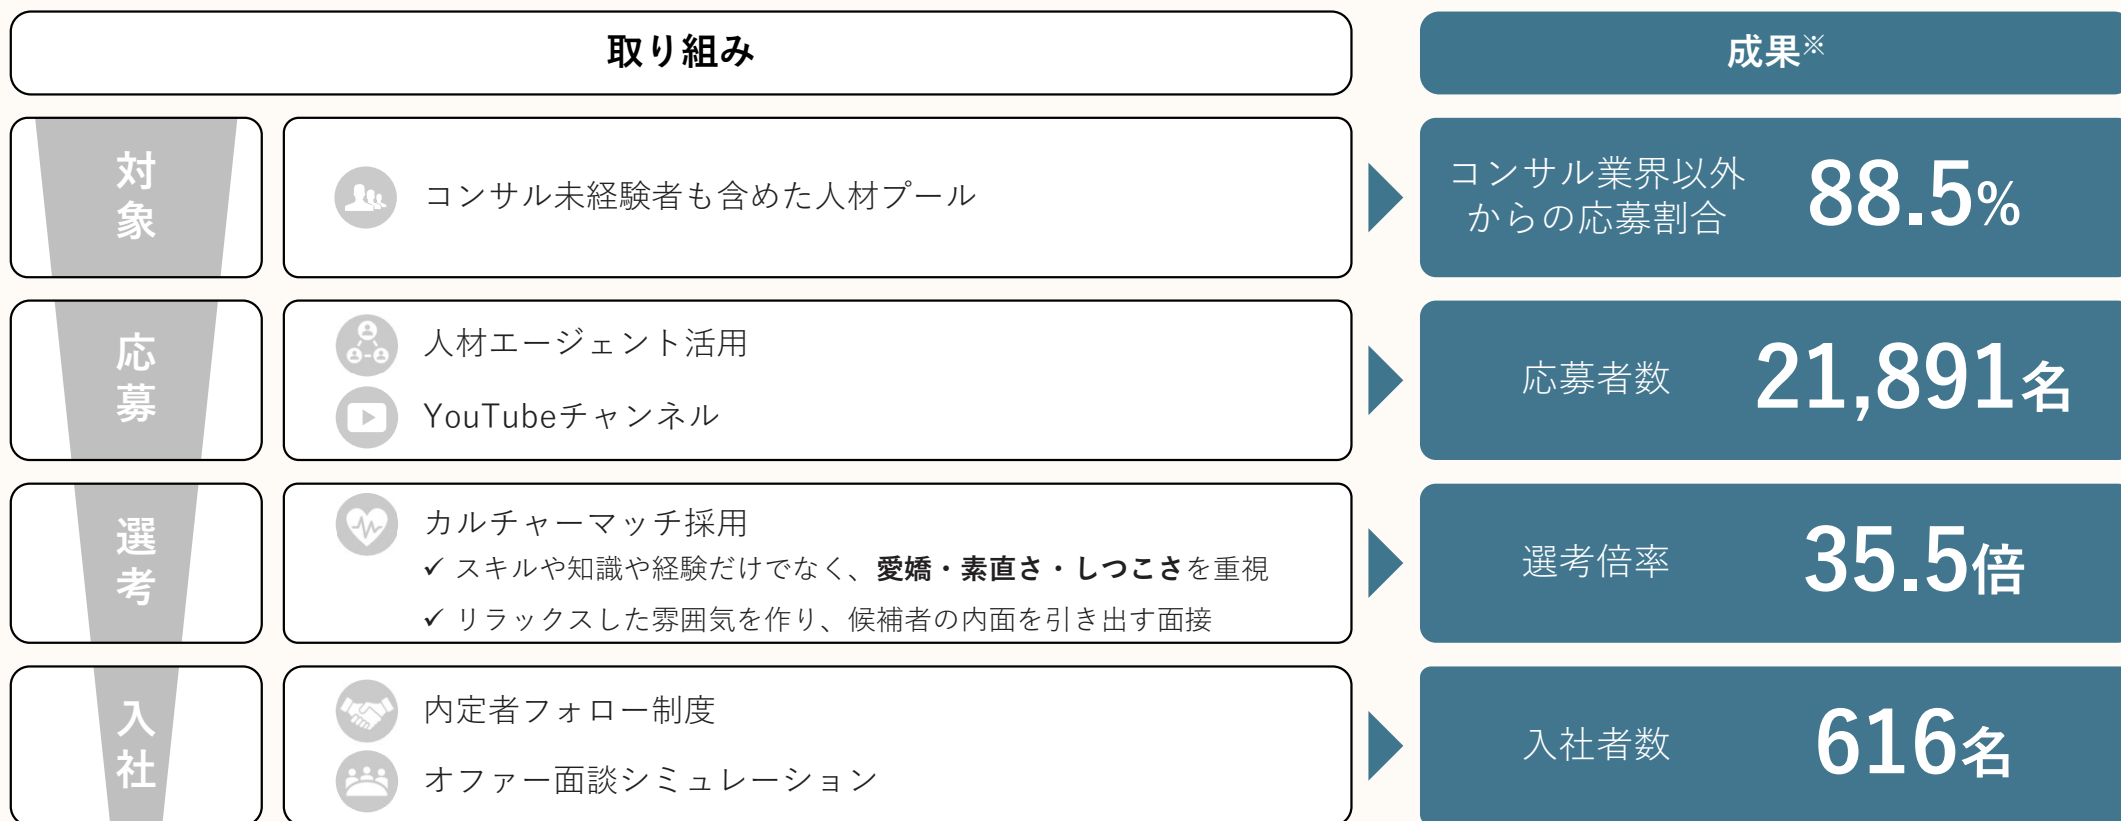 取り組み
成果※
対象
コンサル未経験者も含めた人材プール
コンサル業界以外
からの応募割合
88.5%
応募
人材エージェント活用
YouTubeチャンネル
応募者数
21,891名
選考
カルチャーマッチ採用
✓ スキルや知識や経験だけでなく、愛嬌・素直さ・しつこさを重視
✓ リラックスした雰囲気を作り、候補者の内面を引き出す面接
選考倍率
35.5倍
入社
内定者フォロー制度
オファー面談シミュレーション
入社者数
616名